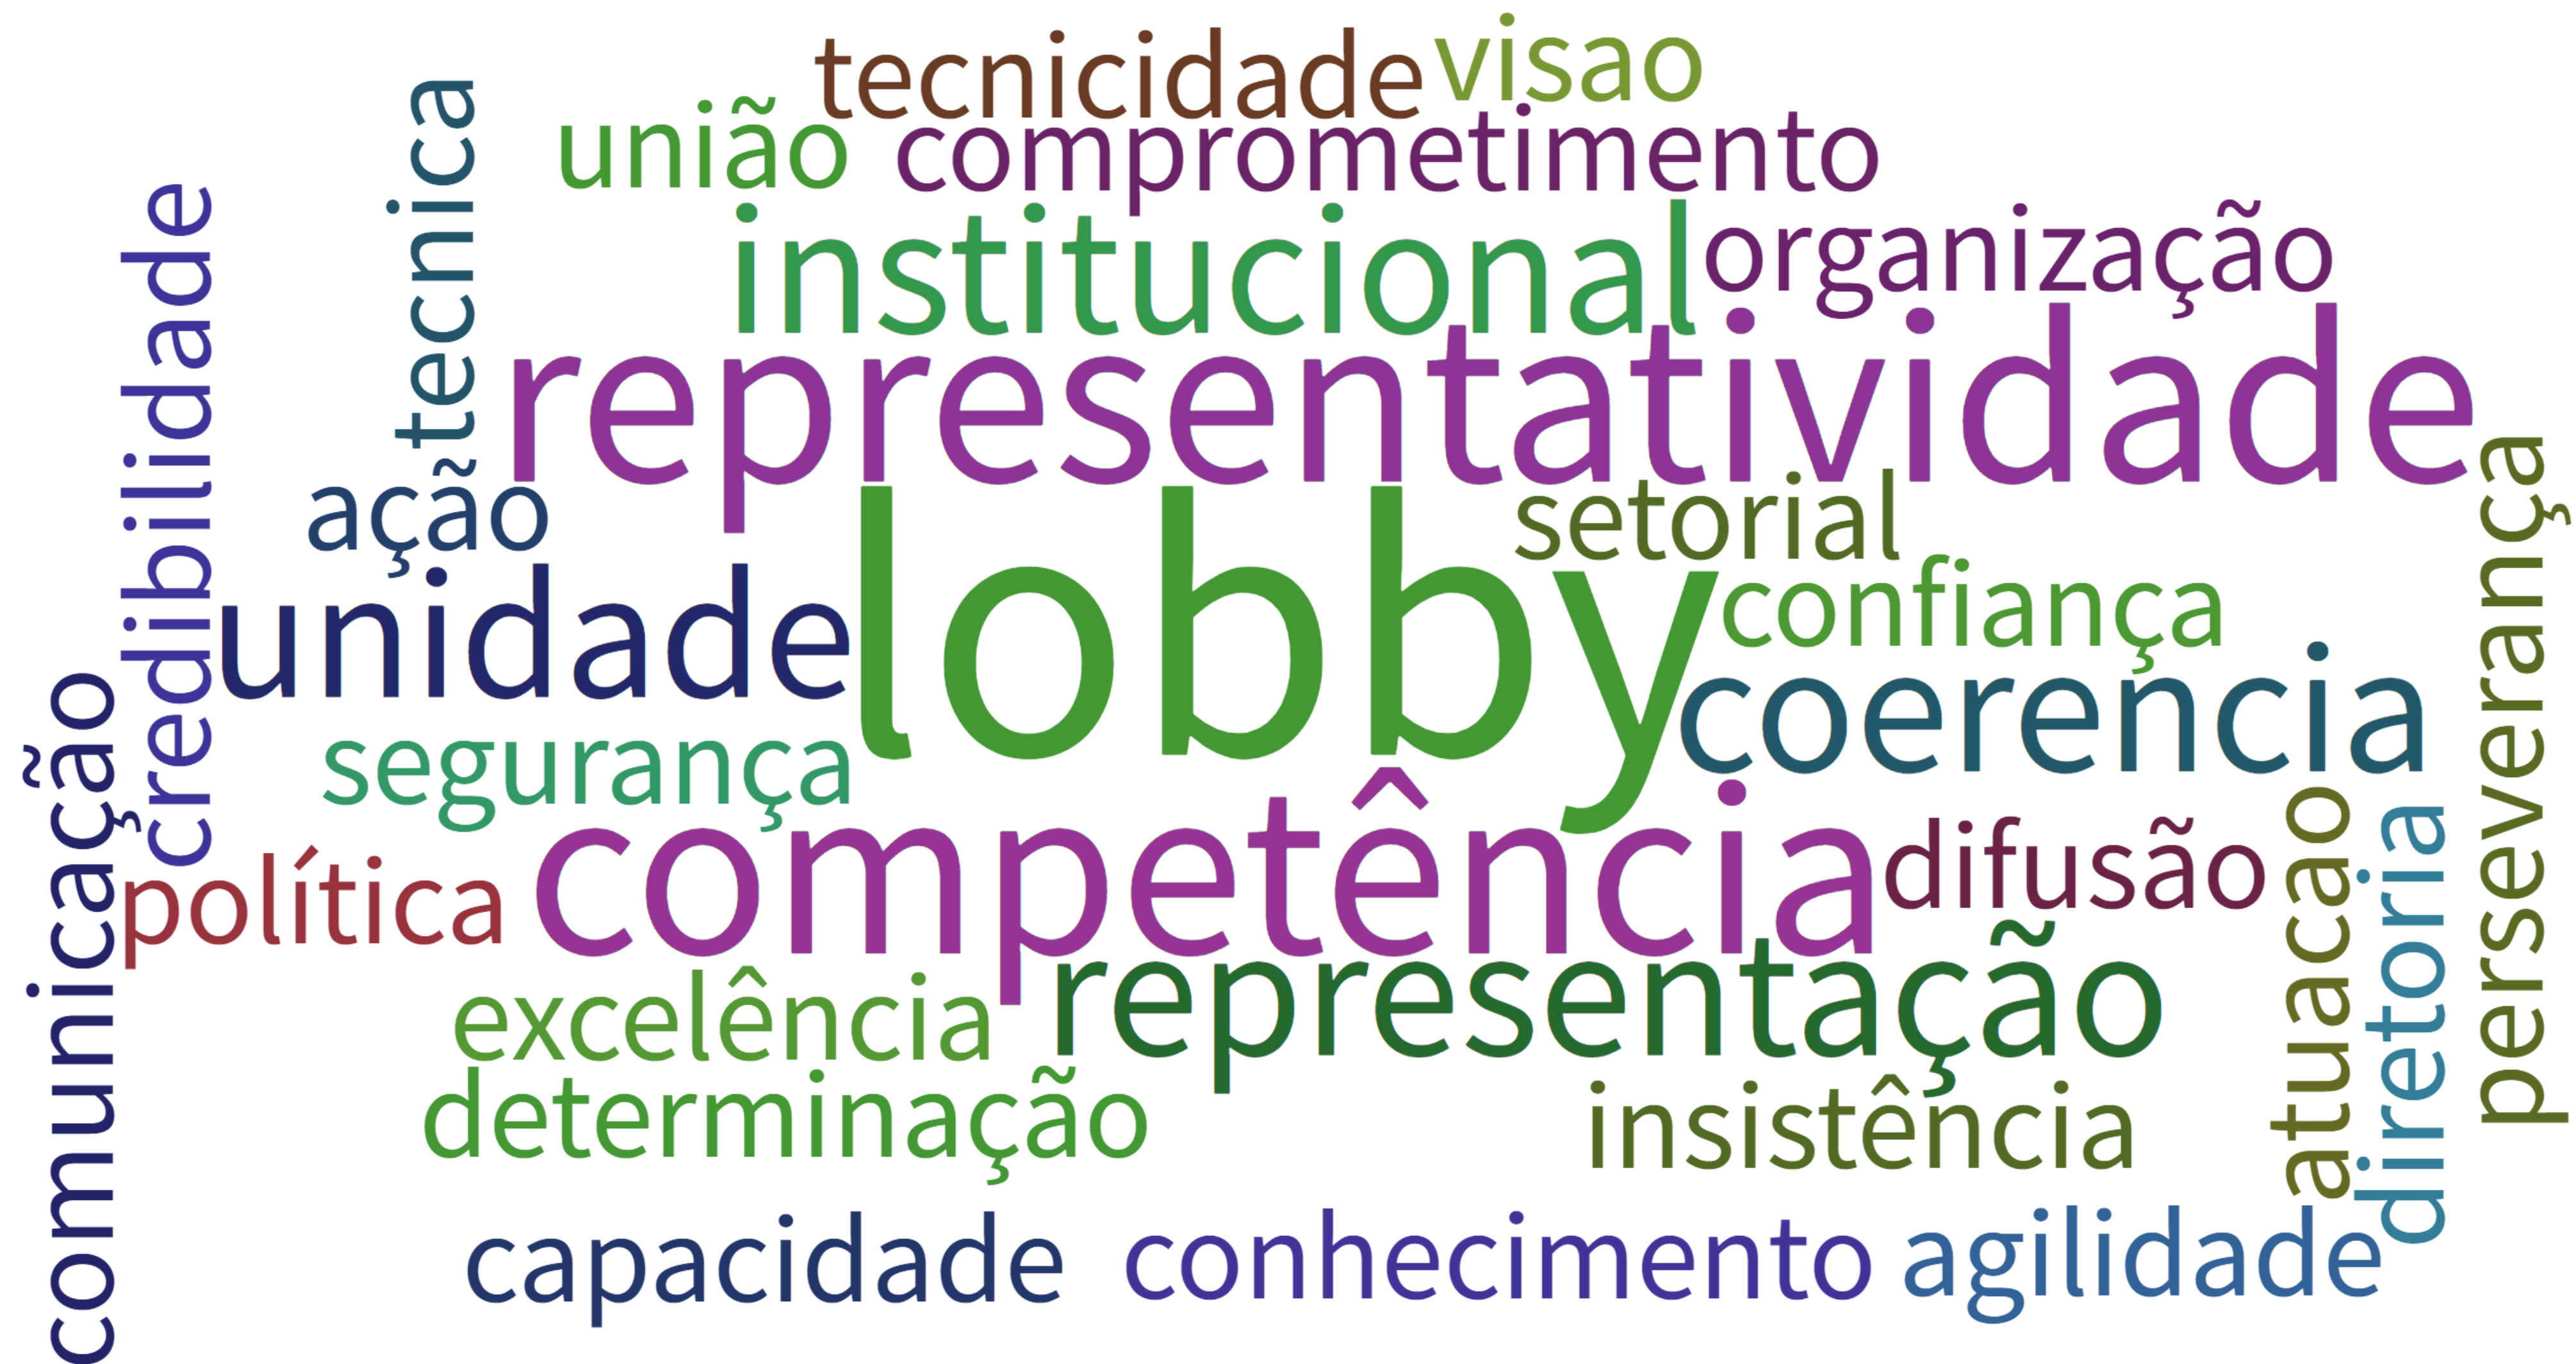 tecnicidade
visao
união
comprometimento
tecnica
institucional
organização
credibilidade
representatividade
ação
setorial
perseverança
unidade
lobby
confiança
coerencia
segurança
comunicação
política
competência
difusão
atuacao
diretoria
excelência
representação
determinação
insistência
capacidade
conhecimento
agilidade